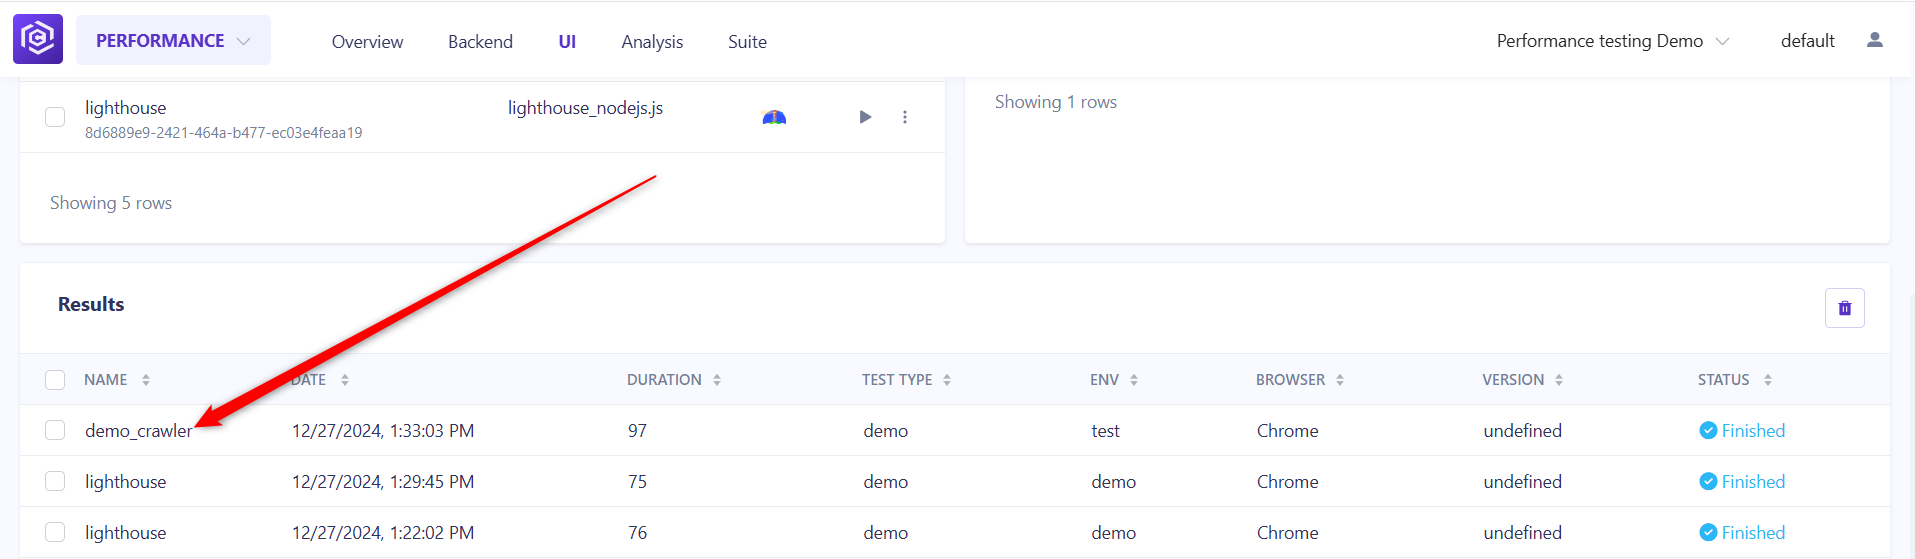 PERFORMANCE Overview Backend UI Analysis Suite Performance testing Demo default
lighthouse lighthouse_nodejs.js
8d6889e9-2421-464a-b477-ec03e4feaa19
Showing 5 rows
Showing 1 rows
Results
NAME DATE DURATION TEST TYPE ENV BROWSER VERSION STATUS
demo_crawler 12/27/2024, 1:33:03 PM 97 demo test Chrome undefined Finished
lighthouse 12/27/2024, 1:29:45 PM 75 demo demo Chrome undefined Finished
lighthouse 12/27/2024, 1:22:02 PM 76 demo demo Chrome undefined Finished